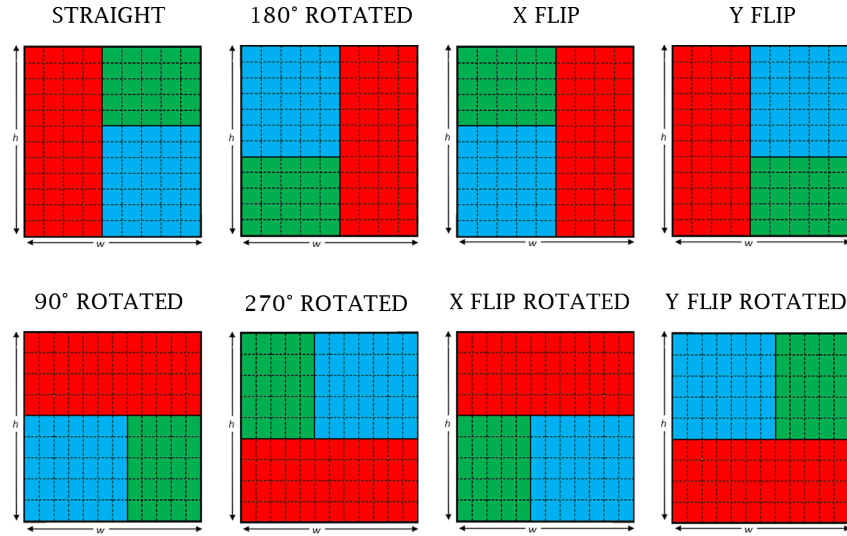 STRAIGHT
180° ROTATED
X FLIP
Y FLIP
h
h
h
h
w
w
w
w
90° ROTATED
270° ROTATED
X FLIP ROTATED
Y FLIP ROTATED
h
h
h
h
w
w
w
w